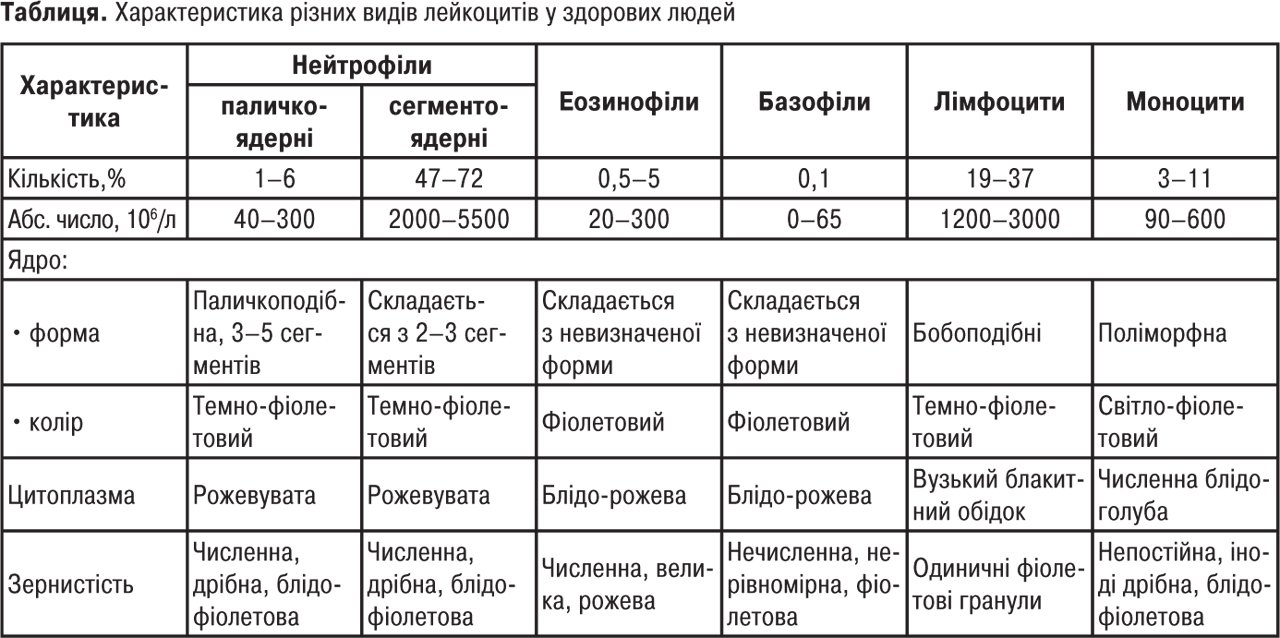 Таблиця. Характеристика різних видів лейкоцитів у здорових людей
Характерис-
тика
Нейтрофіли
паличко-
ядерні
сегменто-
ядерні
Еозинофіли
Базофіли
Лімфоцити
Моноцити
Кількість,%
1–6
47–72
0,5–5
0,1
19–37
3–11
Абс. число, 10⁶/л
40–300
2000–5500
20–300
0–65
1200–3000
90–600
Ядро:
• форма
Паличкоподіб-
на, 3–5 сег-
ментів
Складаєть-
ся з 2–3 сег-
ментів
Складається
з невизначеної
форми
Складається
з невизначеної
форми
Бобоподібні
Поліморфна
• колір
Темно-фіоле-
товий
Темно-фіоле-
товий
Фіолетовий
Фіолетовий
Темно-фіоле-
товий
Світло-фіоле-
товий
Цитоплазма
Рожевувата
Рожевувата
Блідо-рожева
Блідо-рожева
Вузький блакит-
ний обідок
Численна блідо-
голуба
Зернистість
Численна,
дрібна, блідо-
фіолетова
Численна,
дрібна, блідо-
фіолетова
Численна, вели-
ка, рожева
Нечисленна, не-
рівномірна, фіо-
летова
Одиничні фіоле-
тові гранули
Непостійна, іно-
ді дрібна, блідо-
фіолетова